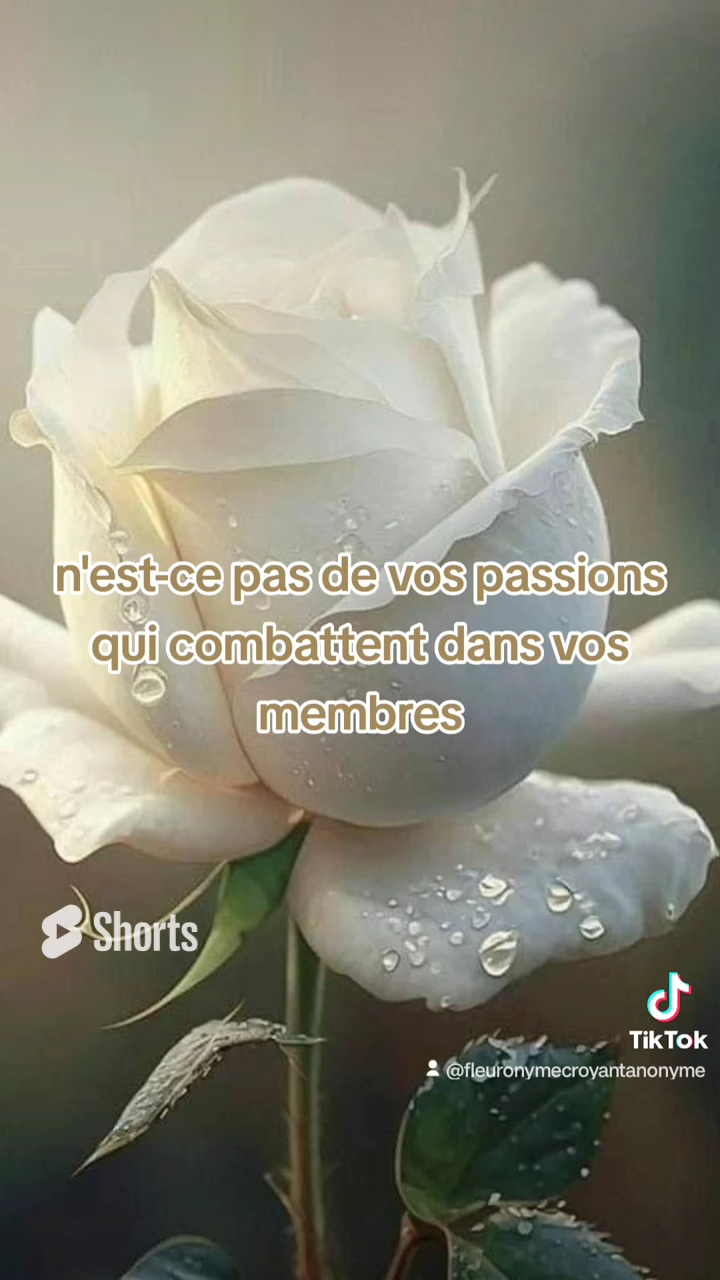 n'est-ce pas de vos passions
qui combattent dans vos
membres
Shorts
TikTok
@fleuronymecroyantanonyme